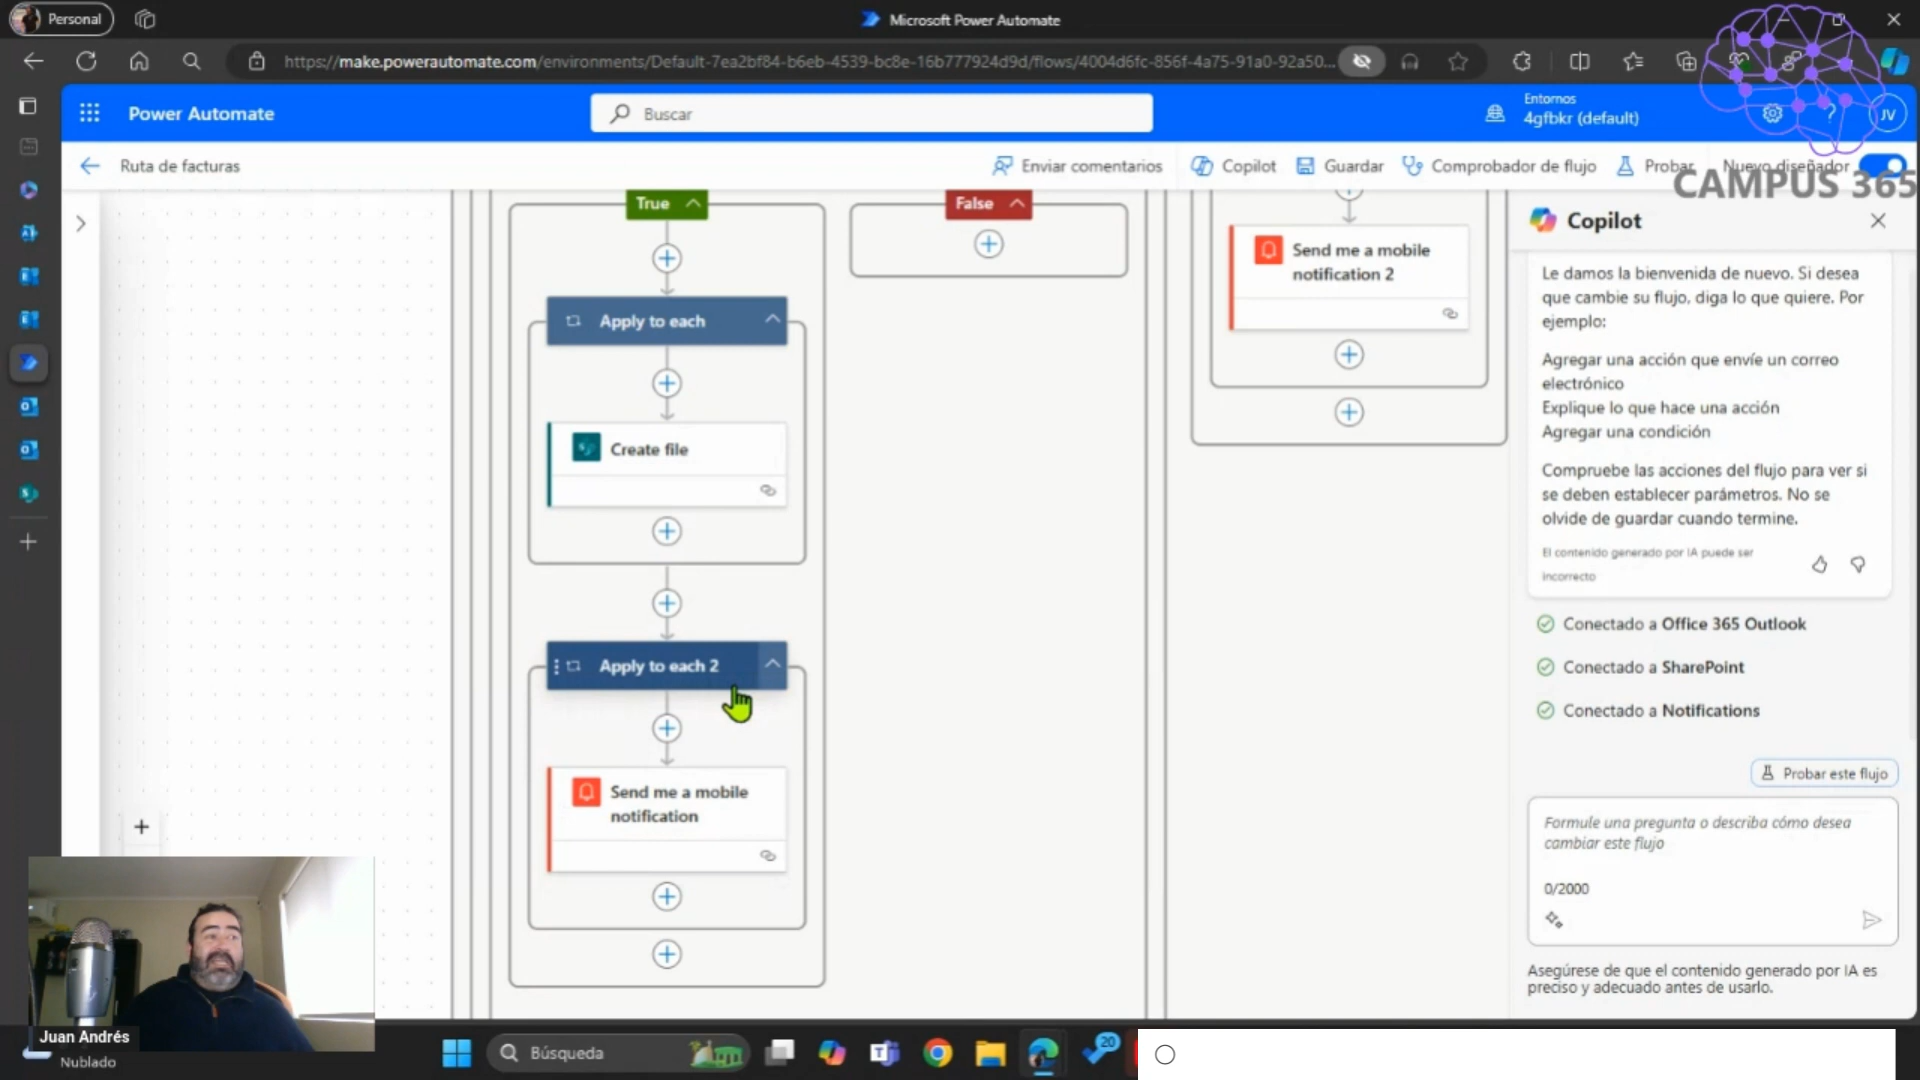 Personal
Microsoft Power Automate
https://make.powerautomate.com/environments/Default-7ea2bf84-b6eb-4539-bc8e-16b777924d9d/flows/4004d6fc-856f-4a75-91a0-92a50...
Power Automate
Buscar
Entornos
4gfbkr (default)
JV
Ruta de facturas
Enviar comentarios
Copilot
Guardar
Comprobador de flujo
Probar
Nuevo diseñador
CAMPUS 365
True
False
Apply to each
Create file
Apply to each 2
Send me a mobile
notification
Send me a mobile
notification 2
Copilot
Le damos la bienvenida de nuevo. Si desea
que cambie su flujo, diga lo que quiere. Por
ejemplo:
Agregar una acción que envíe un correo
electrónico
Explique lo que hace una acción
Agregar una condición
Compruebe las acciones del flujo para ver si
se deben establecer parámetros. No se
olvide de guardar cuando termine.
El contenido generado por IA puede ser
incorrecto
Conectado a Office 365 Outlook
Conectado a SharePoint
Conectado a Notifications
Probar este flujo
Formule una pregunta o describa cómo desea
cambiar este flujo
0/2000
Asegúrese de que el contenido generado por IA es
preciso y adecuado antes de usarlo.
Juan Andrés
Nublado
Búsqueda
20